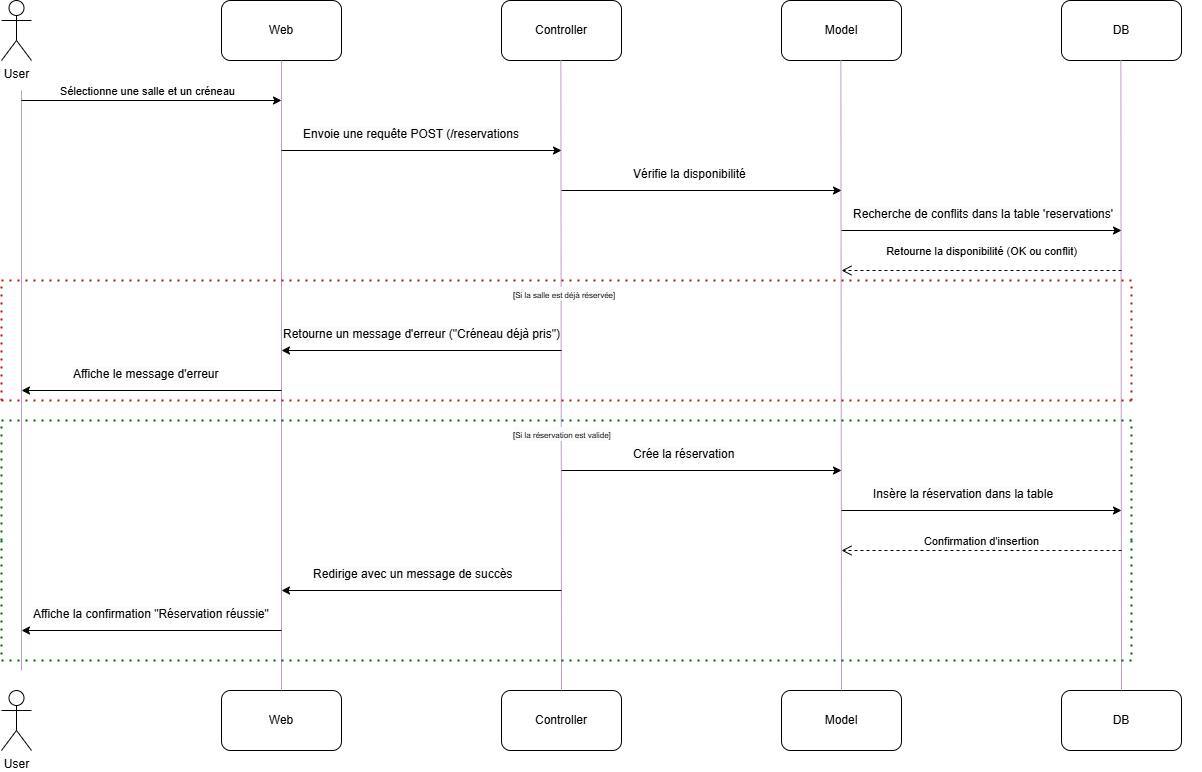 Web
Controller
Model
DB
User
Sélectionne une salle et un créneau
Envoie une requête POST (/reservations
Vérifie la disponibilité
Recherche de conflits dans la table 'reservations'
Retourne la disponibilité (OK ou conflit)
[Si la salle est déjà réservée]
Retourne un message d'erreur ("Créneau déjà pris")
Affiche le message d'erreur
[Si la réservation est valide]
Crée la réservation
Insère la réservation dans la table
Confirmation d'insertion
Redirige avec un message de succès
Affiche la confirmation "Réservation réussie"
Web
Controller
Model
DB
User